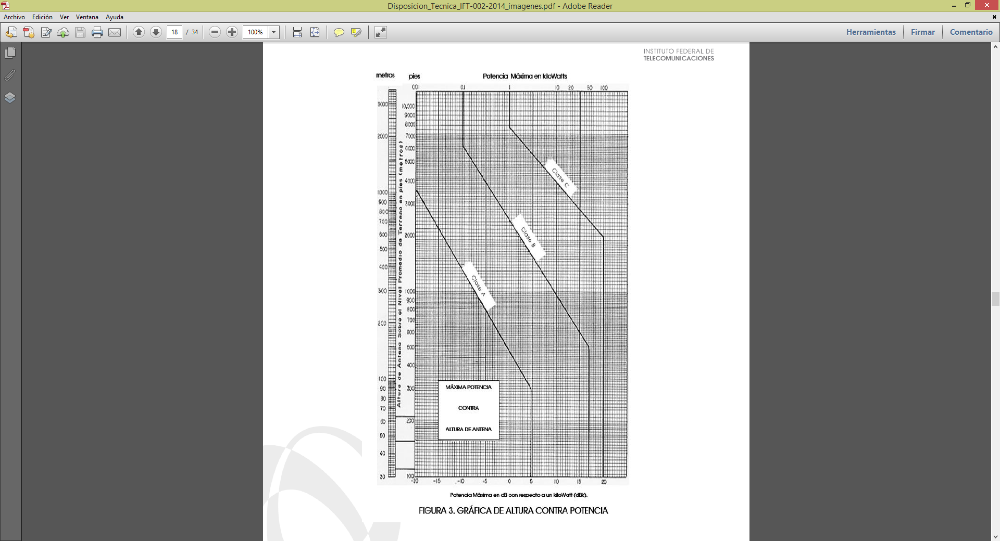 Disposicion_Tecnica_IFT-002-2014_imagenes.pdf - Adobe Reader
Archivo Edición Ver Ventana Ayuda
18 / 34
100%
Herramientas Firmar Comentario
INSTITUTO FEDERAL DE
TELECOMUNICACIONES
metros pies Potencia Máxima en kiloWatts
0.01 0.1 1 10 20 50 100
3000
2000
1000
900
800
700
600
500
400
300
200
100
90
80
70
60
50
40
30
Altura de Antena Sobre el Nivel Promedio de Terreno en pies (metros)
10,000
9000
8000
7000
6000
5000
4000
3000
2000
1000
900
800
700
600
500
400
300
200
100
Clase C
Clase B
Clase A
MÁXIMA POTENCIA
CONTRA
ALTURA DE ANTENA
-20 -15 -10 -5 0 5 10 15 20
Potencia Máxima en dB con respecto a un kiloWatt (dBk).
FIGURA 3. GRÁFICA DE ALTURA CONTRA POTENCIA